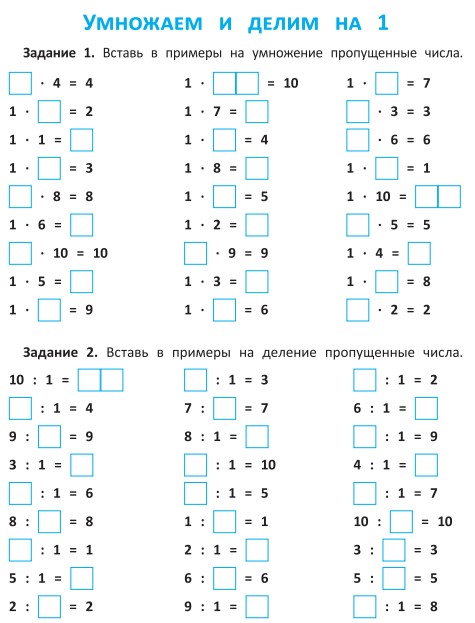 Умножаем и делим на 1
Задание 1. Вставь в примеры на умножение пропущенные числа.
□ · 4 = 4 1 · □□ = 10 1 · □ = 7
1 · □ = 2 1 · 7 = □ □ · 3 = 3
1 · 1 = □ 1 · □ = 4 □ · 6 = 6
1 · □ = 3 1 · 8 = □ 1 · □ = 1
□ · 8 = 8 1 · □ = 5 1 · 10 = □□
1 · 6 = □ 1 · 2 = □ □ · 5 = 5
□ · 10 = 10 □ · 9 = 9 1 · 4 = □
1 · 5 = □ 1 · 3 = □ 1 · □ = 8
1 · □ = 9 1 · □ = 6 □ · 2 = 2
Задание 2. Вставь в примеры на деление пропущенные числа.
10 : 1 = □□ □ : 1 = 3 □ : 1 = 2
□ : 1 = 4 7 : □ = 7 6 : 1 = □
9 : □ = 9 8 : 1 = □ □ : 1 = 9
3 : 1 = □ □ : 1 = 10 4 : 1 = □
□ : 1 = 6 □ : 1 = 5 □ : 1 = 7
8 : □ = 8 1 : □ = 1 10 : □ = 10
□ : 1 = 1 2 : 1 = □ 3 : □ = 3
5 : 1 = □ 6 : □ = 6 5 : □ = 5
2 : □ = 2 9 : 1 = □ □ : 1 = 8